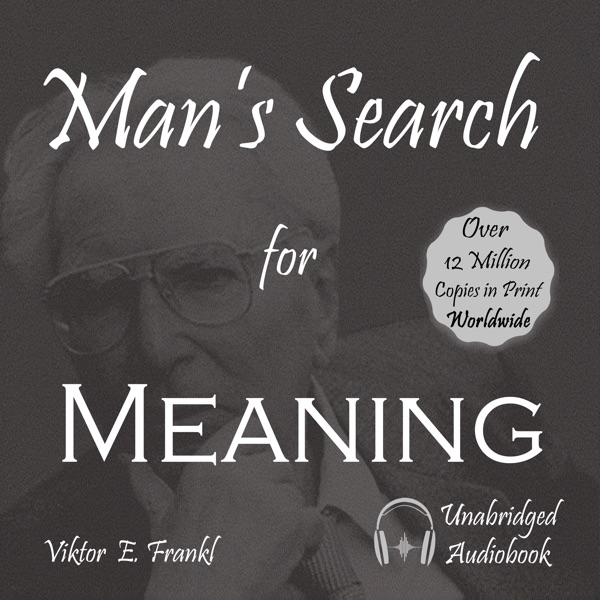 Man's Search
for
MEANING
Over
12 Million
Copies in Print
Worldwide
Viktor E. Frankl
Unabridged
Audiobook